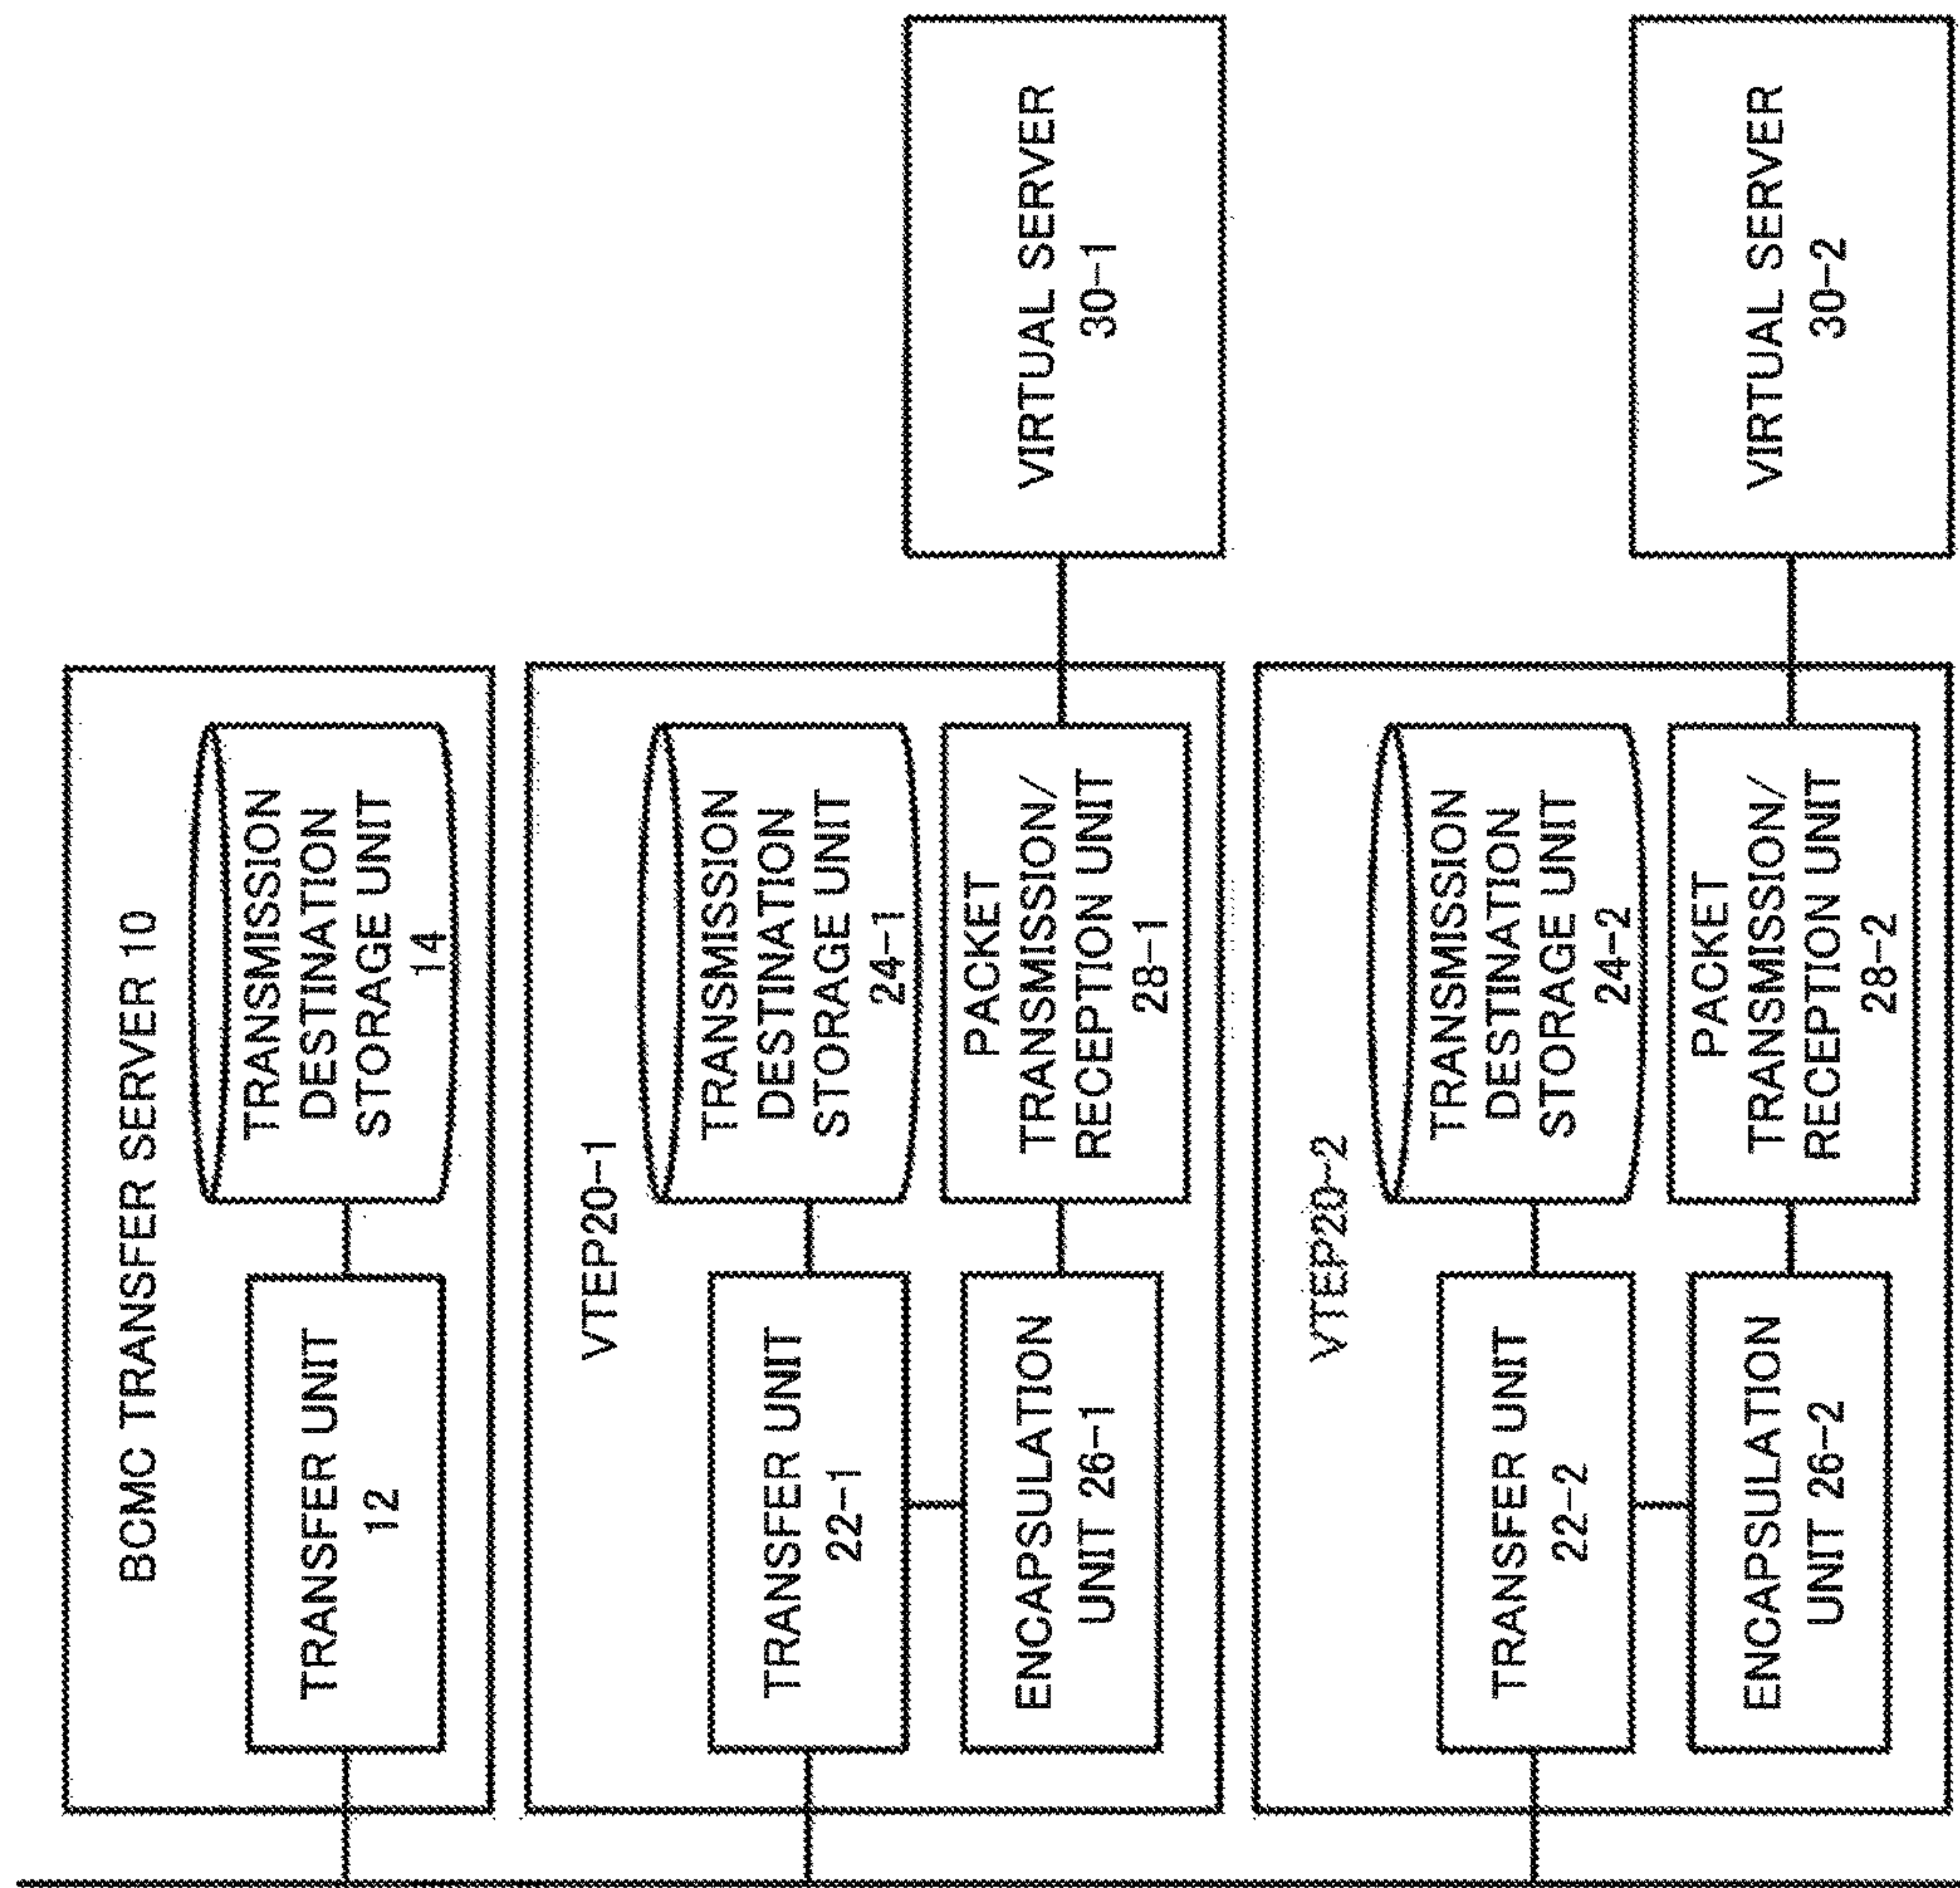 BCMC TRANSFER SERVER 10
TRANSFER UNIT
12
TRANSMISSION
DESTINATION
STORAGE UNIT
14
VTEP20-1
TRANSFER UNIT
22-1
TRANSMISSION
DESTINATION
STORAGE UNIT
24-1
ENCAPSULATION
UNIT 26-1
PACKET
TRANSMISSION/
RECEPTION UNIT
28-1
VIRTUAL SERVER
30-1
VTEP20-2
TRANSFER UNIT
22-2
TRANSMISSION
DESTINATION
STORAGE UNIT
24-2
ENCAPSULATION
UNIT 26-2
PACKET
TRANSMISSION/
RECEPTION UNIT
28-2
VIRTUAL SERVER
30-2